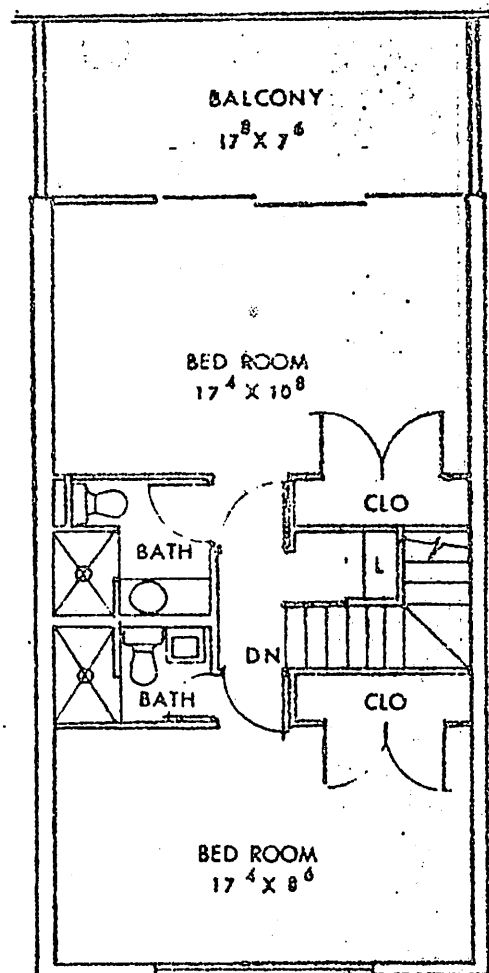 BALCONY
17⁸ X 7⁶
BED ROOM
17⁴ X 10⁸
CLO
BATH
L
DN
BATH
CLO
BED ROOM
17⁴ X 8⁶